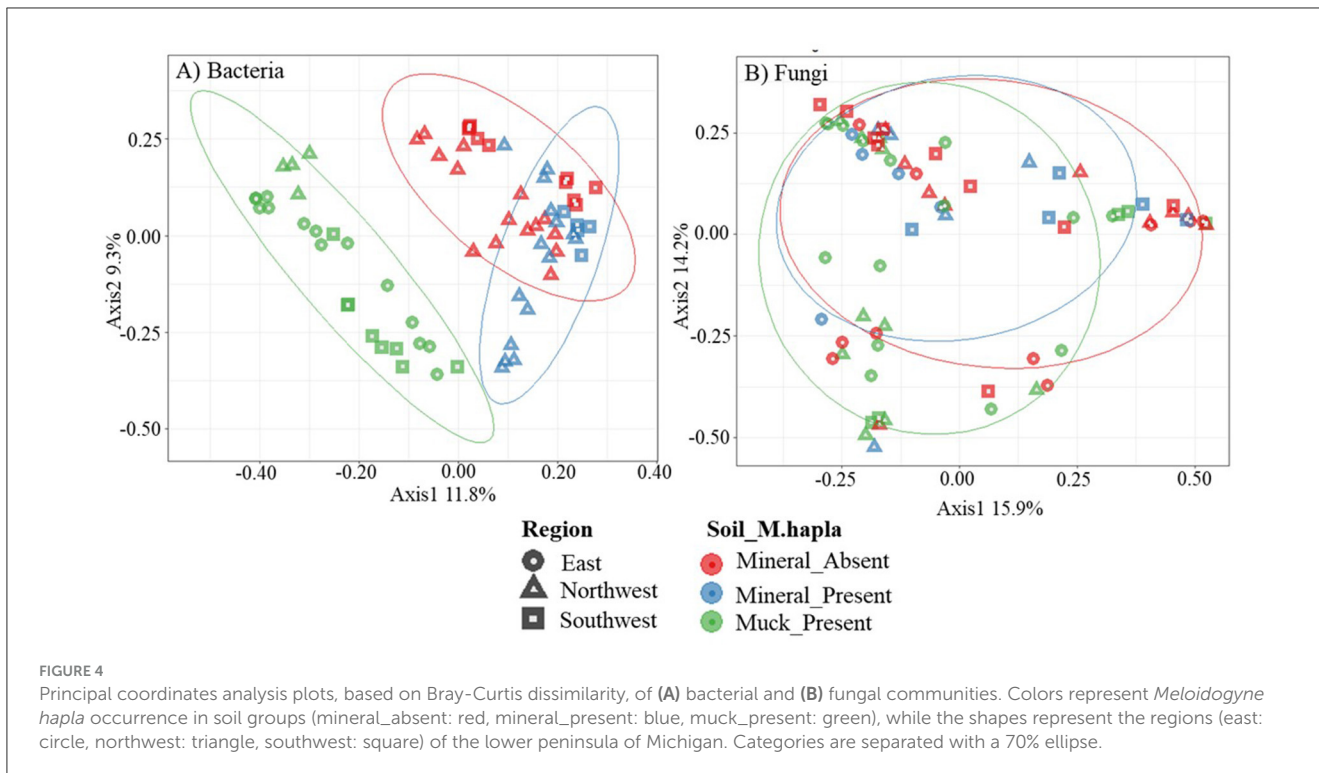 A) Bacteria
0.25
0.00
-0.25
-0.50
Axis2 9.3%
-0.40
-0.20
0.00
0.20
0.40
Axis1 11.8%
B) Fungi
0.25
0.00
-0.25
-0.50
Axis2 14.2%
-0.25
0.00
0.25
0.50
Axis1 15.9%
Region
East
Northwest
Southwest
Soil_M.hapla
Mineral_Absent
Mineral_Present
Muck_Present
FIGURE 4
Principal coordinates analysis plots, based on Bray-Curtis dissimilarity, of (A) bacterial and (B) fungal communities. Colors represent Meloidogyne
hapla occurrence in soil groups (mineral_absent: red, mineral_present: blue, muck_present: green), while the shapes represent the regions (east:
circle, northwest: triangle, southwest: square) of the lower peninsula of Michigan. Categories are separated with a 70% ellipse.